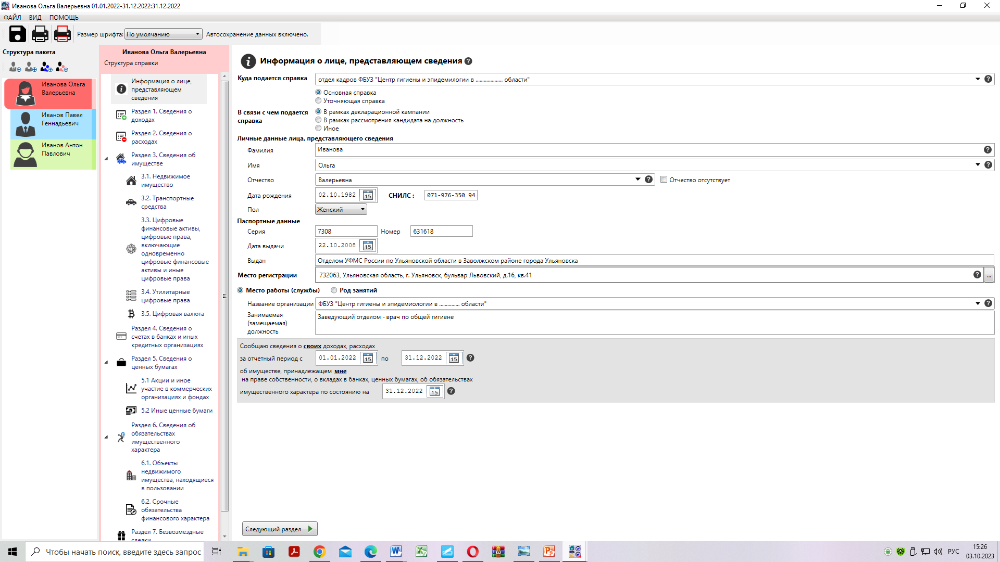 Иванова Ольга Валерьевна 01.01.2022-31.12.2022:31.12.2022
ФАЙЛ ВИД ПОМОЩЬ
Размер шрифта: По умолчанию Автосохранение данных включено.
Структура пакета
Иванова Ольга
Валерьевна
Иванов Павел
Геннадьевич
Иванов Антон
Павлович
Иванова Ольга Валерьевна
Структура справки
Информация о лице,
представляющем
сведения
Раздел 1. Сведения о
доходах
Раздел 2. Сведения о
расходах
Раздел 3. Сведения об
имуществе
3.1. Недвижимое
имущество
3.2. Транспортные
средства
3.3. Цифровые
финансовые активы,
цифровые права,
включающие
одновременно
цифровые финансовые
активы и иные
цифровые права
3.4. Утилитарные
цифровые права
3.5. Цифровая валюта
Раздел 4. Сведения о
счетах в банках и иных
кредитных организациях
Раздел 5. Сведения о
ценных бумагах
5.1 Акции и иное
участие в коммерческих
организациях и фондах
5.2 Иные ценные бумаги
Раздел 6. Сведения об
обязательствах
имущественного
характера
6.1. Объекты
недвижимого
имущества, находящиеся
в пользовании
6.2. Срочные
обязательства
финансового характера
Раздел 7. Безвозмездные
сделки
Информация о лице, представляющем сведения ?
Куда подается справка отдел кадров ФБУЗ "Центр гигиены и эпидемилогии в .................... области" ?
Основная справка
Уточняющая справка
В связи с чем подается
справка
В рамках декларационной кампании
В рамках рассмотрения кандидата на должность
Иное
Личные данные лица, представляющего сведения
Фамилия Иванова ?
Имя Ольга ?
Отчество Валерьевна ? Отчество отсутствует
Дата рождения 02.10.1982 15 СНИЛС : 071-976-350 94
Пол Женский
Паспортные данные
Серия 7308 Номер 631618
Дата выдачи 22.10.2008 15
Выдан Отделом УФМС России по Ульяновской области в Заволжском районе города Ульяновска
Место регистрации 732063, Ульяновская область, г. Ульяновск, бульвар Львовский, д.16, кв.41 ? ...
Место работы (службы) Род занятий
Название организации ФБУЗ "Центр гигиены и эпидемиологии в ............... области" ?
Занимаемая
(замещаемая)
должность
Заведующий отделом - врач по общей гигиене
Сообщаю сведения о своих доходах, расходах
за отчетный период с 01.01.2022 15 по 31.12.2022 15 ?
об имуществе, принадлежащем мне
на праве собственности, о вкладах в банках, ценных бумагах, об обязательствах
имущественного характера по состоянию на 31.12.2022 15 ?
Следующий раздел
Чтобы начать поиск, введите здесь запрос
РУС
15:26
03.10.2023